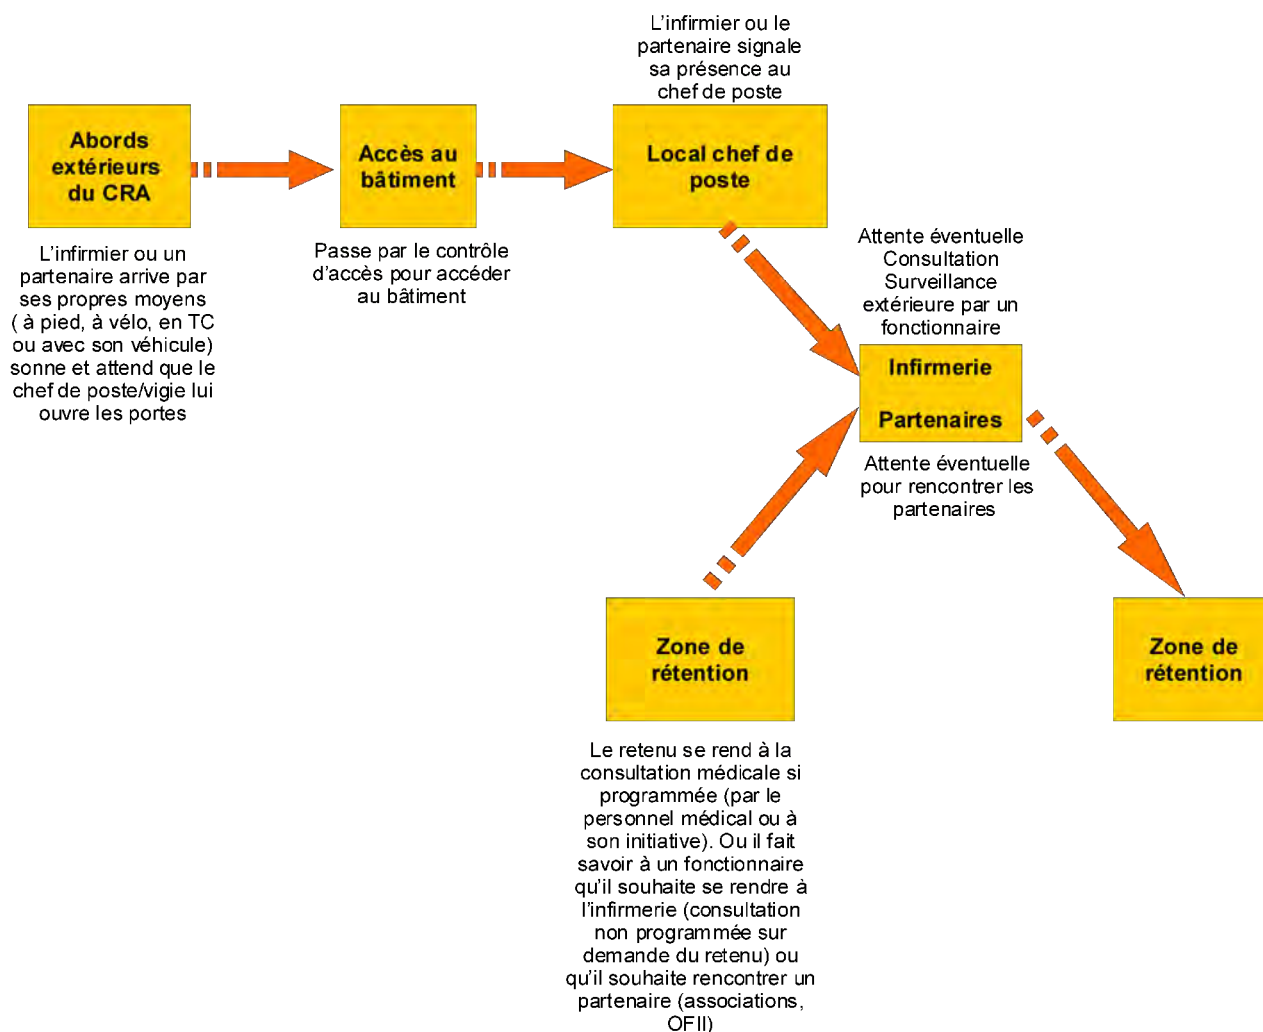 Abords
extérieurs
du CRA
L'infirmier ou un
partenaire arrive par
ses propres moyens
( à pied, à vélo, en TC
ou avec son véhicule)
sonne et attend que le
chef de poste/vigie lui
ouvre les portes
Accès au
bâtiment
Passe par le contrôle
d'accès pour accéder
au bâtiment
L'infirmier ou le
partenaire signale
sa présence au
chef de poste
Local chef de
poste
Attente éventuelle
Consultation
Surveillance
extérieure par un
fonctionnaire
Infirmerie
Partenaires
Attente éventuelle
pour rencontrer les
partenaires
Zone de
rétention
Le retenu se rend à la
consultation médicale si
programmée (par le
personnel médical ou à
son initiative). Ou il fait
savoir à un fonctionnaire
qu'il souhaite se rendre à
l'infirmerie (consultation
non programmée sur
demande du retenu) ou
qu'il souhaite rencontrer un
partenaire (associations,
OFII)
Zone de
rétention